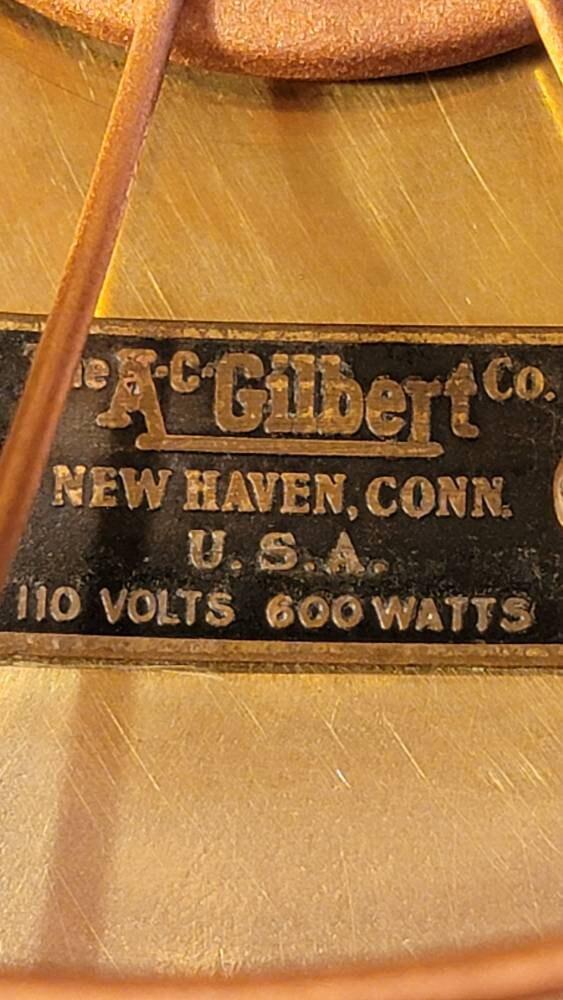 The A·C·Gilbert Co.
NEW HAVEN, CONN.
U.S.A.
110 VOLTS 600 WATTS